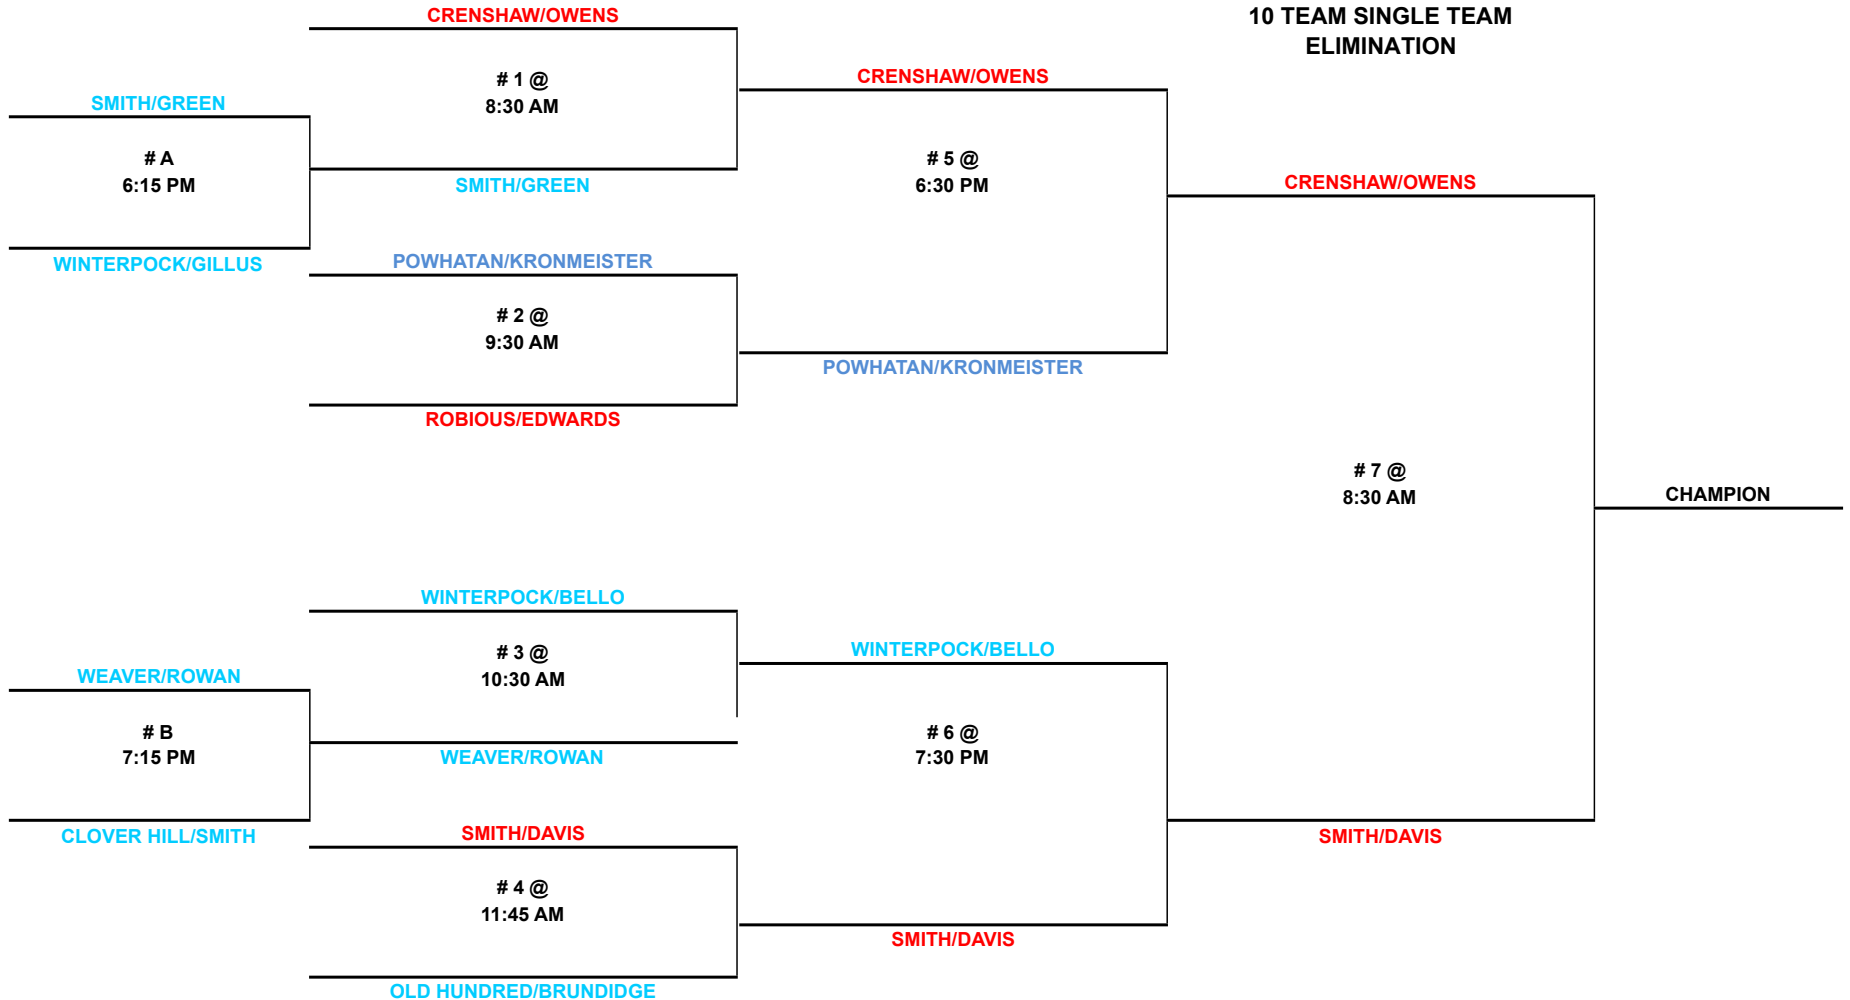 CRENSHAW/OWENS
10 TEAM SINGLE TEAM
ELIMINATION
# 1 @
8:30 AM
CRENSHAW/OWENS
SMITH/GREEN
# A
6:15 PM
SMITH/GREEN
# 5 @
6:30 PM
CRENSHAW/OWENS
WINTERPOCK/GILLUS
POWHATAN/KRONMEISTER
# 2 @
9:30 AM
POWHATAN/KRONMEISTER
ROBIOUS/EDWARDS
# 7 @
8:30 AM
CHAMPION
WINTERPOCK/BELLO
# 3 @
10:30 AM
WINTERPOCK/BELLO
WEAVER/ROWAN
# B
7:15 PM
WEAVER/ROWAN
# 6 @
7:30 PM
CLOVER HILL/SMITH
SMITH/DAVIS
SMITH/DAVIS
# 4 @
11:45 AM
SMITH/DAVIS
OLD HUNDRED/BRUNDIDGE